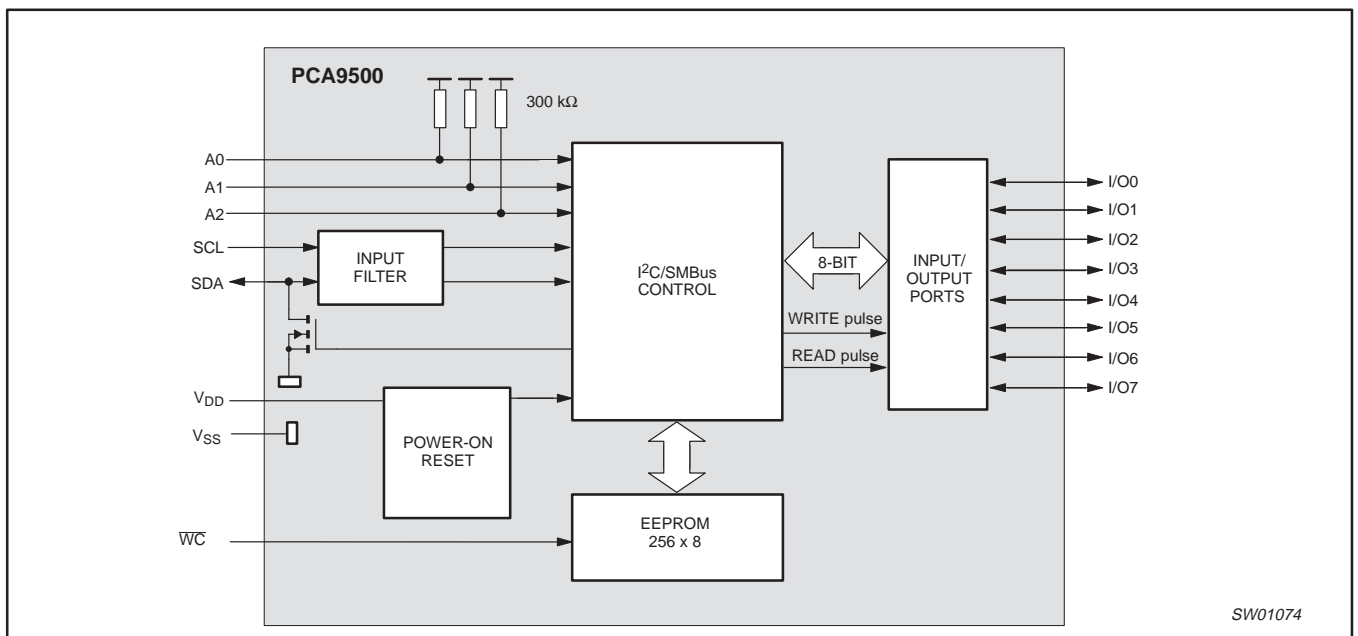 PCA9500
300 kΩ
A0
A1
A2
SCL
SDA
INPUT
FILTER
I²C/SMBus
CONTROL
8-BIT
WRITE pulse
READ pulse
INPUT/
OUTPUT
PORTS
I/O0
I/O1
I/O2
I/O3
I/O4
I/O5
I/O6
I/O7
VDD
VSS
POWER-ON
RESET
W̅C̅
EEPROM
256 x 8
SW01074